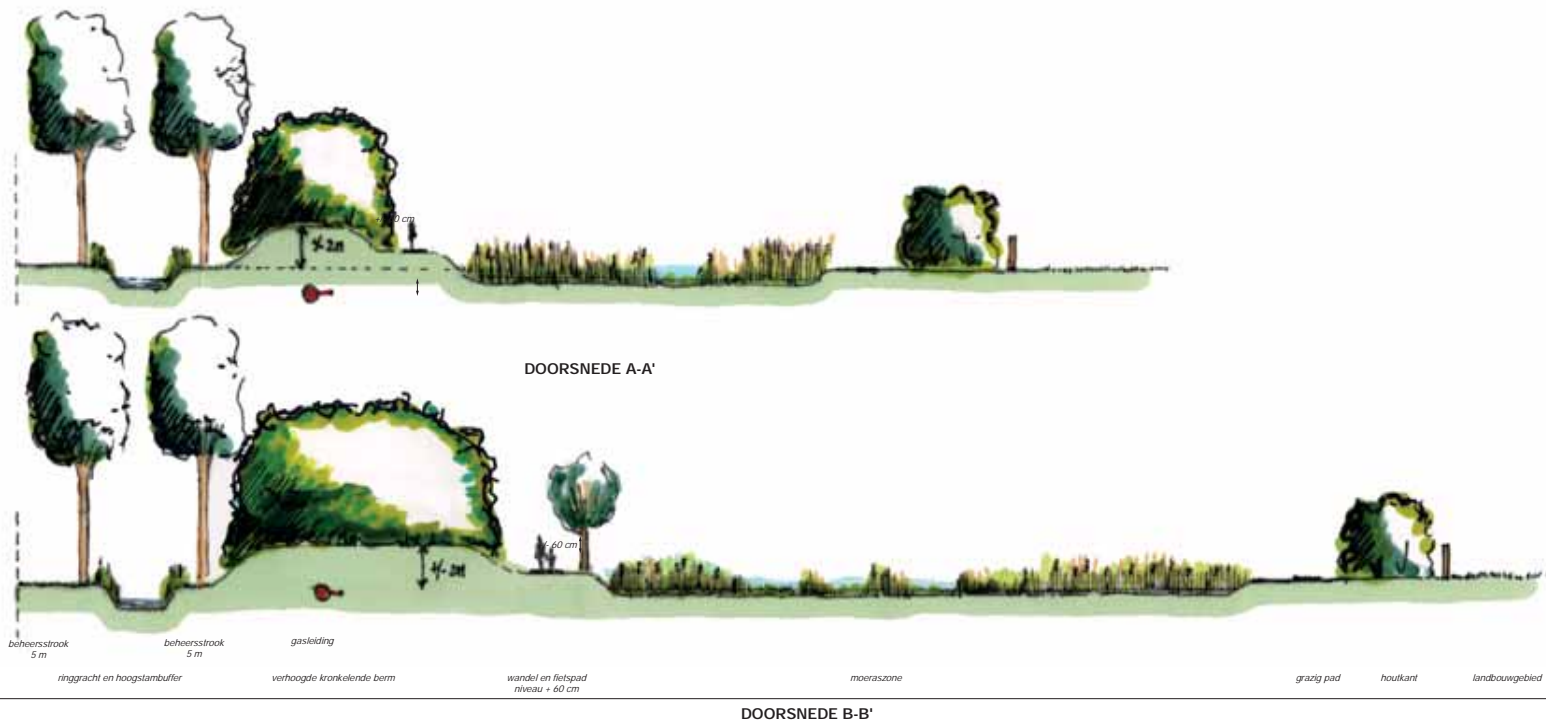 +/- 2m
DOORSNEDE A-A'
- 60 cm
+/- 2m
beheersstrook
5 m
beheersstrook
5 m
gasleiding
ringgracht en hoogstambuffer
verhoogde kronkelende berm
wandel en fietspad
niveau + 60 cm
moeraszone
grazig pad
houtkant
landbouwgebied
DOORSNEDE B-B'